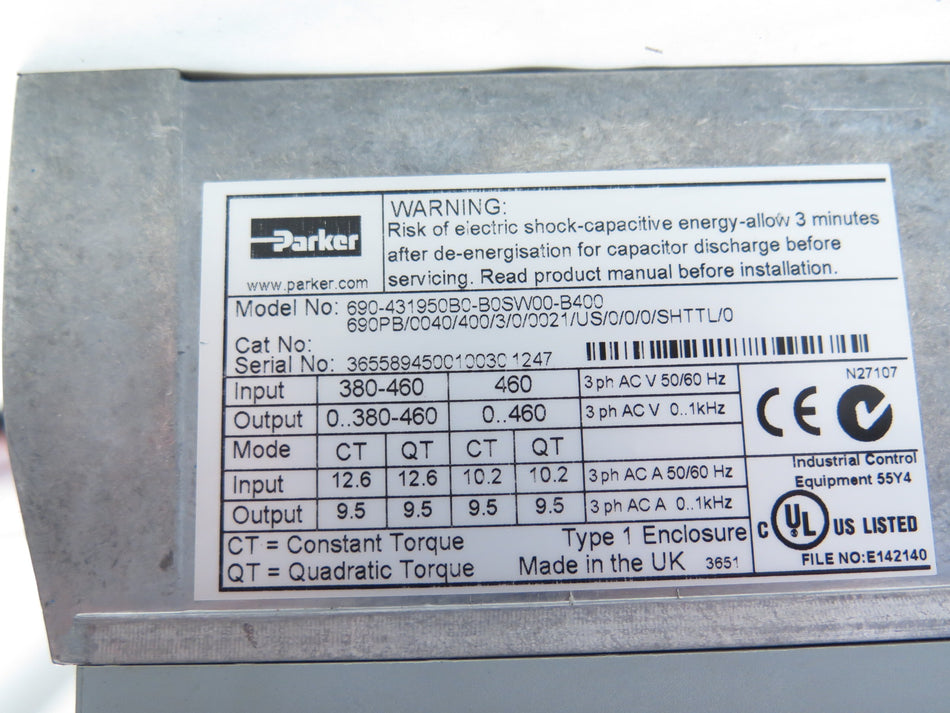 Parker
www.parker.com
WARNING:
Risk of electric shock-capacitive energy-allow 3 minutes
after de-energisation for capacitor discharge before
servicing. Read product manual before installation.
Model No: 690-431950B0-B0SW00-B400
690PB/0040/400/3/0/0021/US/0/0/0/SHTTL/0
Cat No:
Serial No: 3655894500100301247
Input 380-460 460 3 ph AC V 50/60 Hz
Output 0..380-460 0..460 3 ph AC V 0..1kHz
Mode CT QT CT QT
Input 12.6 12.6 10.2 10.2 3 ph AC A 50/60 Hz
Output 9.5 9.5 9.5 9.5 3 ph AC A 0..1kHz
CT = Constant Torque Type 1 Enclosure
QT = Quadratic Torque Made in the UK 3651
N27107
CE
Industrial Control
Equipment 55Y4
C UL US LISTED
FILE NO:E142140